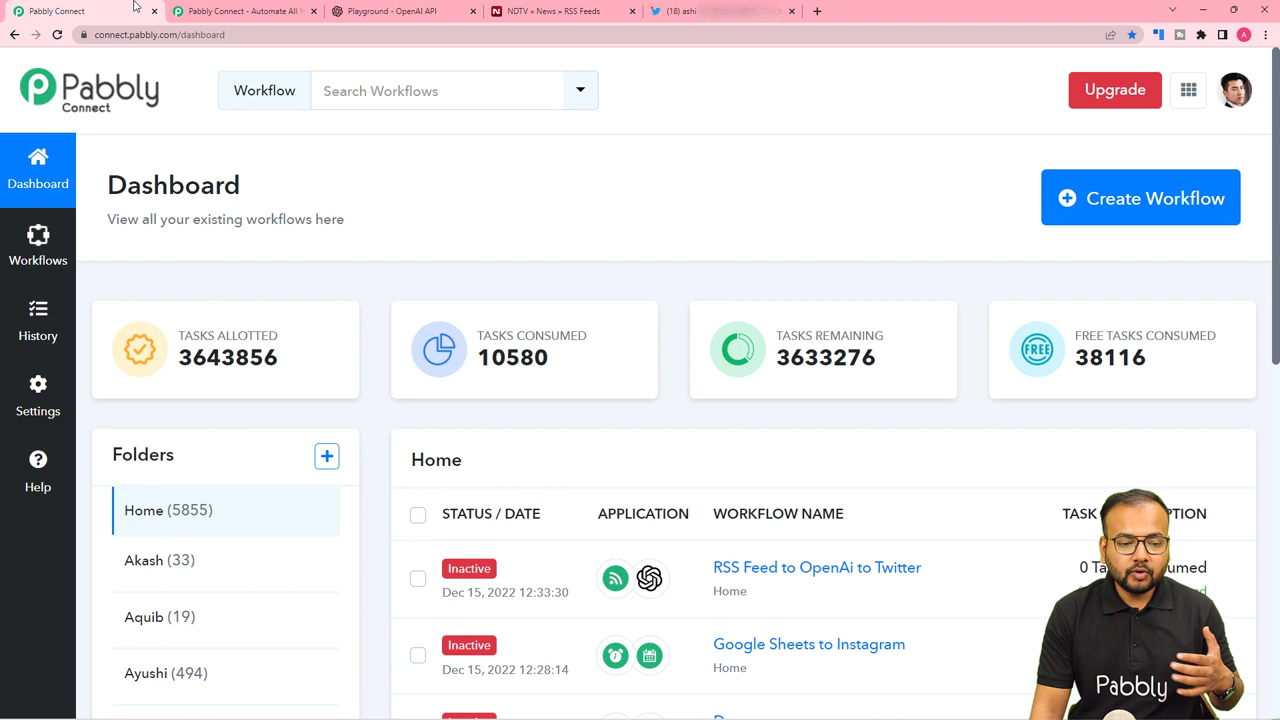 Pabbly Connect
Pabbly Connect - Automate All Y
Playground - OpenAI API
NDTV » News » RSS Feeds
(18) ashi
connect.pabbly.com/dashboard
A
Pabbly
Connect
Workflow
Search Workflows
Upgrade
Dashboard
Workflows
History
Settings
Help
Dashboard
View all your existing workflows here
Create Workflow
TASKS ALLOTTED
3643856
TASKS CONSUMED
10580
TASKS REMAINING
3633276
FREE
FREE TASKS CONSUMED
38116
Folders
Home (5855)
Akash (33)
Aquib (19)
Ayushi (494)
Home
STATUS / DATE
APPLICATION
WORKFLOW NAME
TASK
PTION
Inactive
Dec 15, 2022 12:33:30
RSS Feed to OpenAi to Twitter
Home
0 Ta
umed
Inactive
Dec 15, 2022 12:28:14
Google Sheets to Instagram
Home
Pabbly